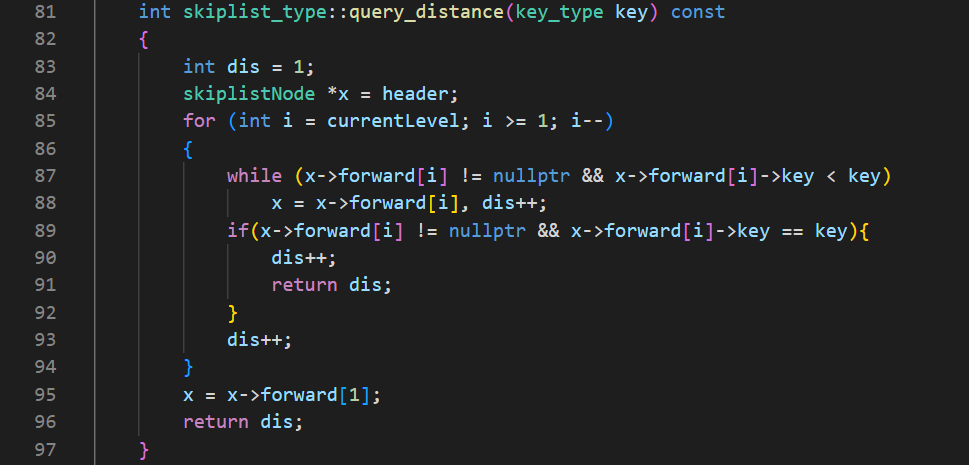 81 int skiplist_type::query_distance(key_type key) const
82 {
83 int dis = 1;
84 skiplistNode *x = header;
85 for (int i = currentLevel; i >= 1; i--)
86 {
87 while (x->forward[i] != nullptr && x->forward[i]->key < key)
88 x = x->forward[i], dis++;
89 if(x->forward[i] != nullptr && x->forward[i]->key == key){
90 dis++;
91 return dis;
92 }
93 dis++;
94 }
95 x = x->forward[1];
96 return dis;
97 }